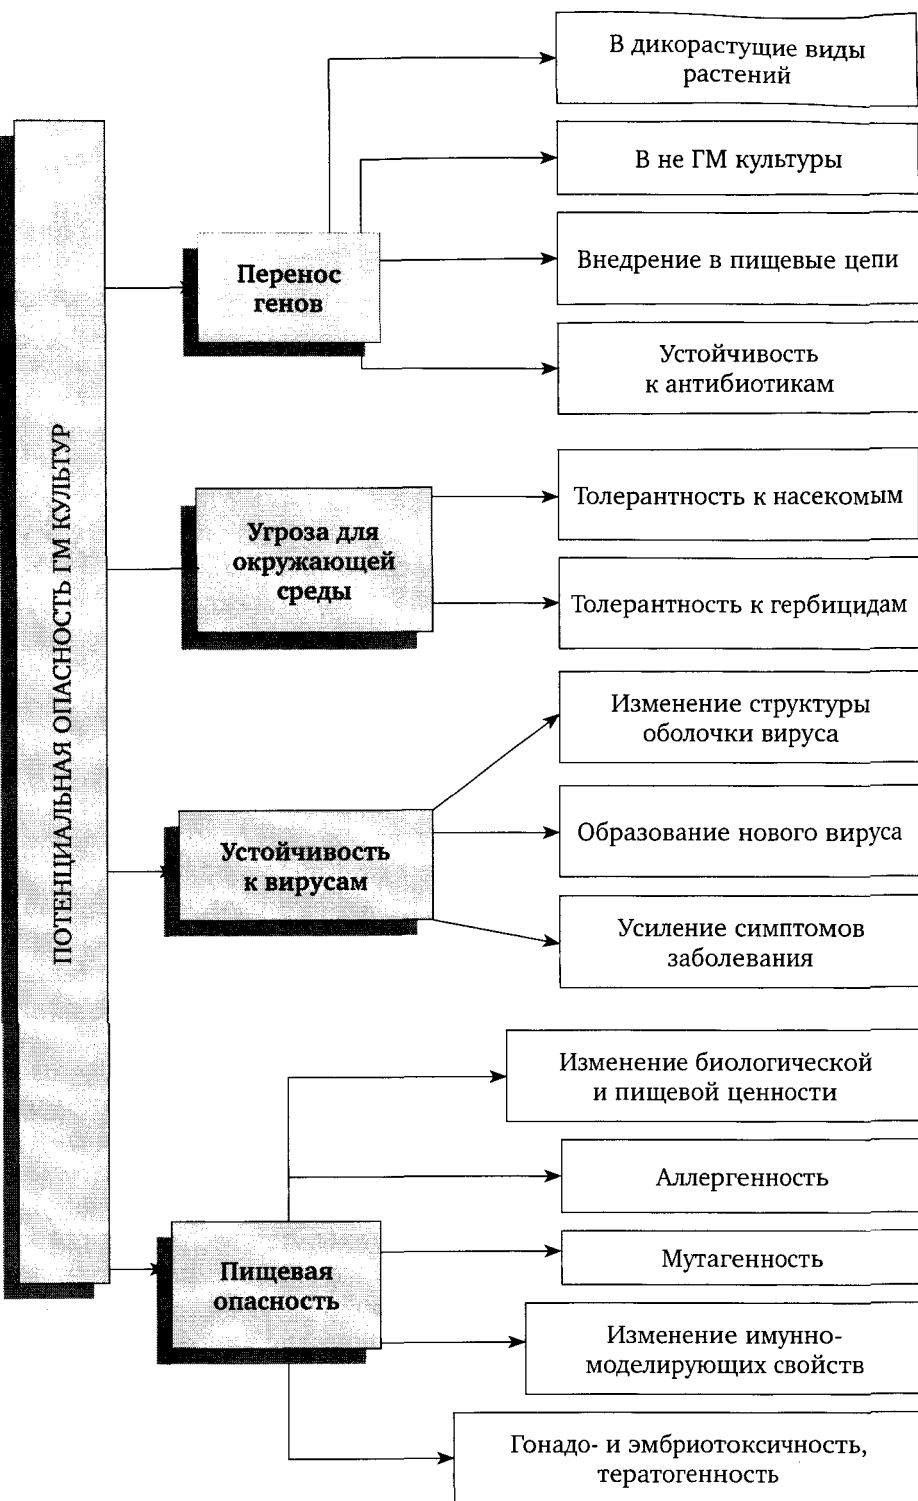 ПОТЕНЦИАЛЬНАЯ ОПАСНОСТЬ ГМ КУЛЬТУР
Перенос
генов
В дикорастущие виды
растений
В не ГМ культуры
Внедрение в пищевые цепи
Устойчивость
к антибиотикам
Угроза для
окружающей
среды
Толерантность к насекомым
Толерантность к гербицидам
Устойчивость
к вирусам
Изменение структуры
оболочки вируса
Образование нового вируса
Усиление симптомов
заболевания
Пищевая
опасность
Изменение биологической
и пищевой ценности
Аллергенность
Мутагенность
Изменение имунно-
моделирующих свойств
Гонадо- и эмбриотоксичность,
тератогенность